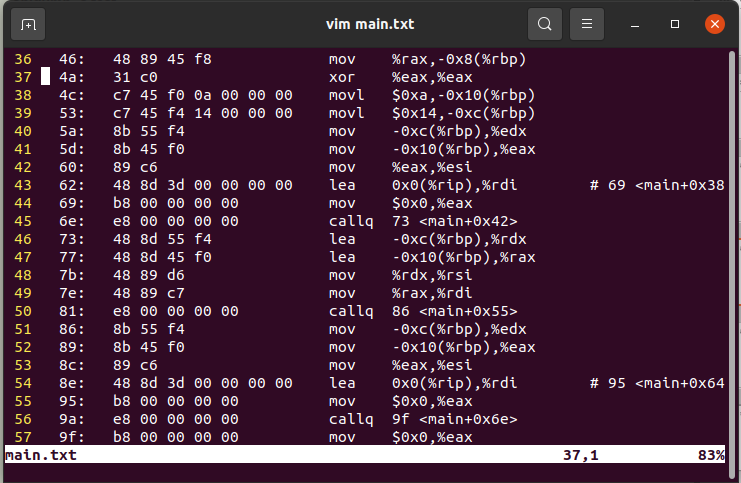 vim main.txt
36 46: 48 89 45 f8 mov %rax,-0x8(%rbp)
37 4a: 31 c0 xor %eax,%eax
38 4c: c7 45 f0 0a 00 00 00 movl $0xa,-0x10(%rbp)
39 53: c7 45 f4 14 00 00 00 movl $0x14,-0xc(%rbp)
40 5a: 8b 55 f4 mov -0xc(%rbp),%edx
41 5d: 8b 45 f0 mov -0x10(%rbp),%eax
42 60: 89 c6 mov %eax,%esi
43 62: 48 8d 3d 00 00 00 00 lea 0x0(%rip),%rdi # 69 <main+0x38
44 69: b8 00 00 00 00 mov $0x0,%eax
45 6e: e8 00 00 00 00 callq 73 <main+0x42>
46 73: 48 8d 55 f4 lea -0xc(%rbp),%rdx
47 77: 48 8d 45 f0 lea -0x10(%rbp),%rax
48 7b: 48 89 d6 mov %rdx,%rsi
49 7e: 48 89 c7 mov %rax,%rdi
50 81: e8 00 00 00 00 callq 86 <main+0x55>
51 86: 8b 55 f4 mov -0xc(%rbp),%edx
52 89: 8b 45 f0 mov -0x10(%rbp),%eax
53 8c: 89 c6 mov %eax,%esi
54 8e: 48 8d 3d 00 00 00 00 lea 0x0(%rip),%rdi # 95 <main+0x64
55 95: b8 00 00 00 00 mov $0x0,%eax
56 9a: e8 00 00 00 00 callq 9f <main+0x6e>
57 9f: b8 00 00 00 00 mov $0x0,%eax
main.txt 37,1 83%